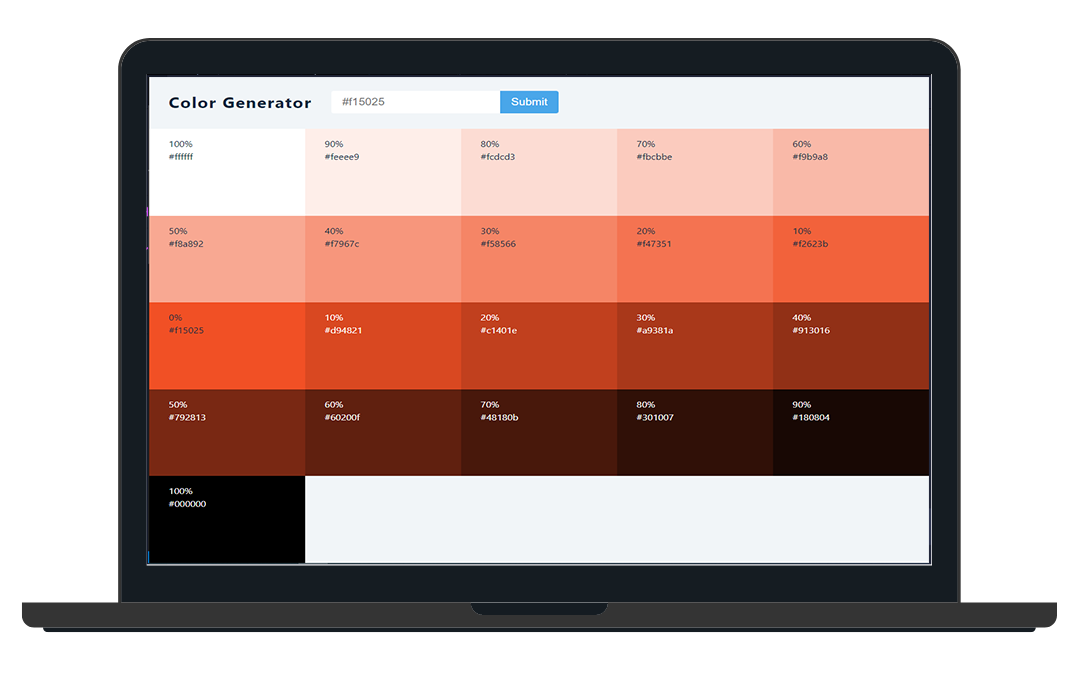 Color Generator
#f15025
Submit
100%
#ffffff
90%
#feeee9
80%
#fcdcd3
70%
#fbcbbe
60%
#f9b9a8
50%
#f8a892
40%
#f7967c
30%
#f58566
20%
#f47351
10%
#f2623b
0%
#f15025
10%
#d94821
20%
#c1401e
30%
#a9381a
40%
#913016
50%
#792813
60%
#60200f
70%
#48180b
80%
#301007
90%
#180804
100%
#000000